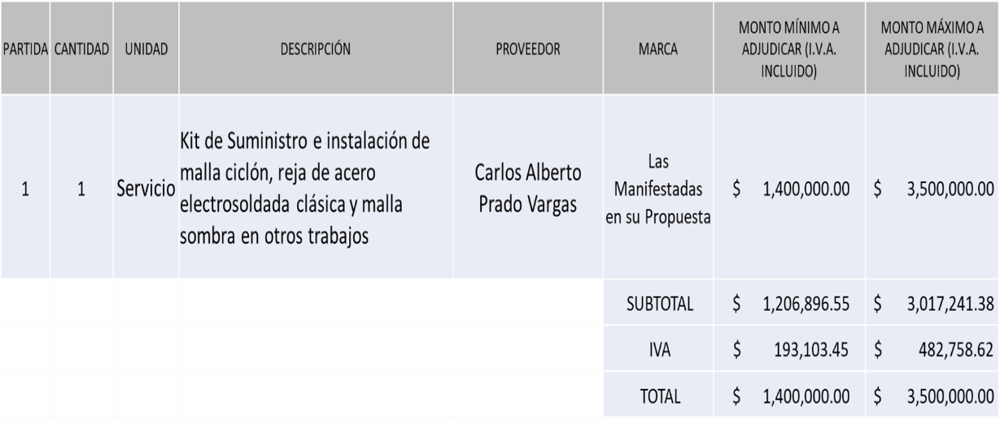 PARTIDA CANTIDAD UNIDAD DESCRIPCIÓN PROVEEDOR MARCA
MONTO MÍNIMO A
ADJUDICAR (I.V.A.
INCLUIDO)
MONTO MÁXIMO A
ADJUDICAR (I.V.A.
INCLUIDO)
1 1 Servicio
Kit de Suministro e instalación de
malla ciclón, reja de acero
electrosoldada clásica y malla
sombra en otros trabajos
Carlos Alberto
Prado Vargas
Las
Manifestadas
en su Propuesta
$ 1,400,000.00 $ 3,500,000.00
SUBTOTAL $ 1,206,896.55 $ 3,017,241.38
IVA $ 193,103.45 $ 482,758.62
TOTAL $ 1,400,000.00 $ 3,500,000.00